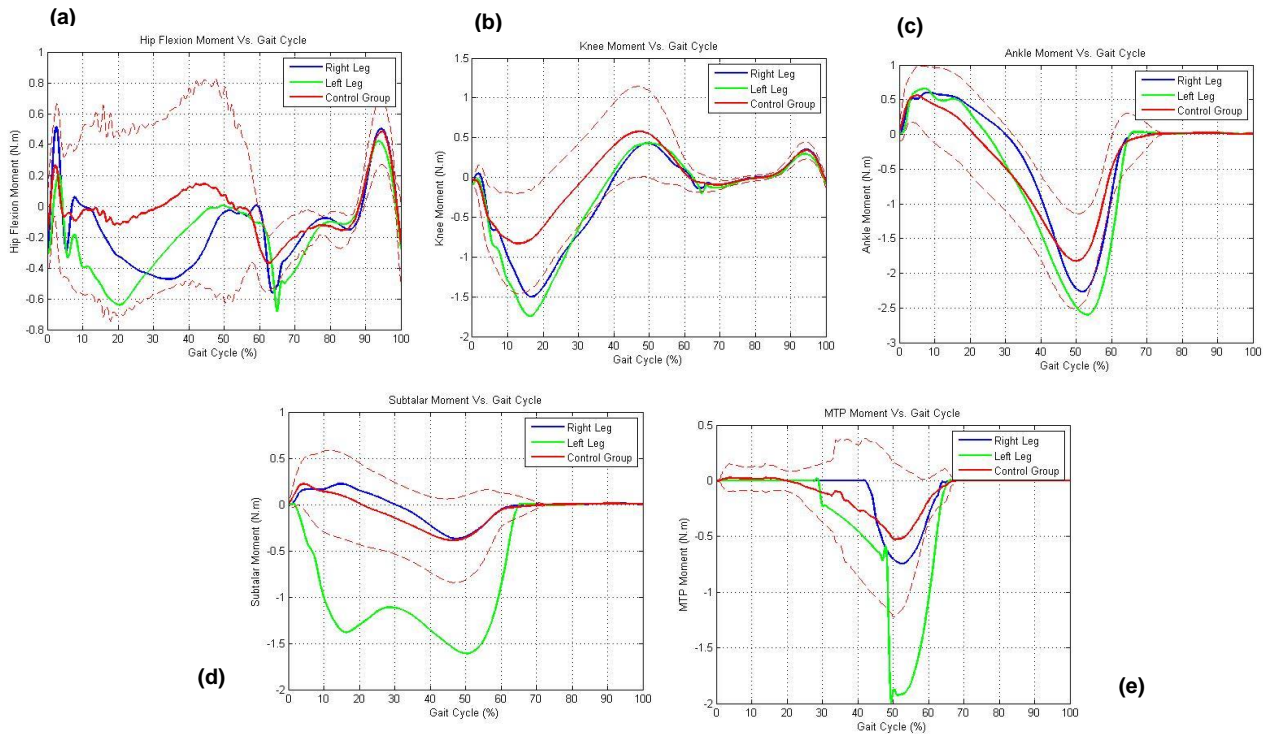 (a)
Hip Flexion Moment Vs. Gait Cycle
Hip Flexion Moment (N.m)
1
0.8
0.6
0.4
0.2
0
-0.2
-0.4
-0.6
-0.8
Right Leg
Left Leg
Control Group
0 10 20 30 40 50 60 70 80 90 100
Gait Cycle (%)
(b)
Knee Moment Vs. Gait Cycle
Knee Moment (N.m)
1.5
1
0.5
0
-0.5
-1
-1.5
-2
Right Leg
Left Leg
Control Group
0 10 20 30 40 50 60 70 80 90 100
Gait Cycle (%)
(c)
Ankle Moment Vs. Gait Cycle
Ankle Moment (N.m)
1
0.5
0
-0.5
-1
-1.5
-2
-2.5
-3
Right Leg
Left Leg
Control Group
0 10 20 30 40 50 60 70 80 90 100
Gait Cycle (%)
(d)
Subtalar Moment Vs. Gait Cycle
Subtalar Moment (N.m)
1
0.5
0
-0.5
-1
-1.5
-2
Right Leg
Left Leg
Control Group
0 10 20 30 40 50 60 70 80 90 100
Gait Cycle (%)
MTP Moment Vs. Gait Cycle
MTP Moment (N.m)
0.5
0
-0.5
-1
-1.5
-2
Right Leg
Left Leg
Control Group
0 10 20 30 40 50 60 70 80 90 100
Gait Cycle (%)
(e)